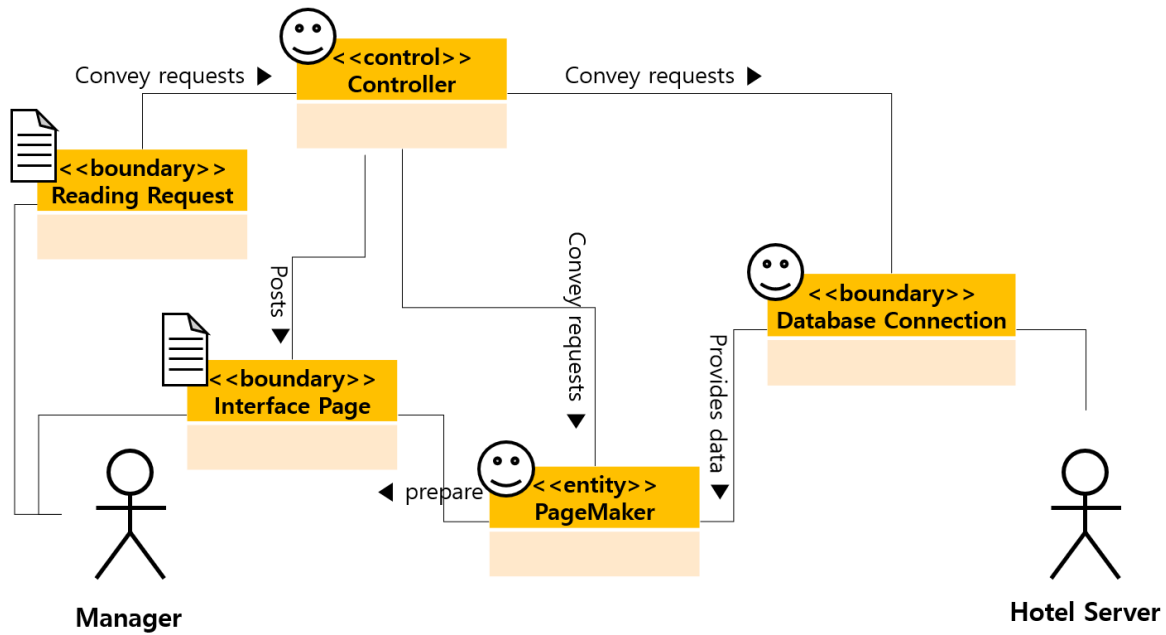 <<control>>
Controller
Convey requests
Convey requests
<<boundary>>
Reading Request
Posts
Convey requests
<<boundary>>
Database Connection
Provides data
<<boundary>>
Interface Page
prepare
<<entity>>
PageMaker
Manager
Hotel Server